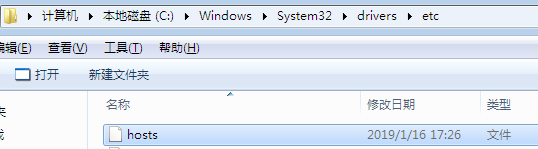 计算机 本地磁盘 (C:) Windows System32 drivers etc
编辑(E) 查看(V) 工具(T) 帮助(H)
打开 新建文件夹
名称 修改日期 类型
hosts 2019/1/16 17:26 文件